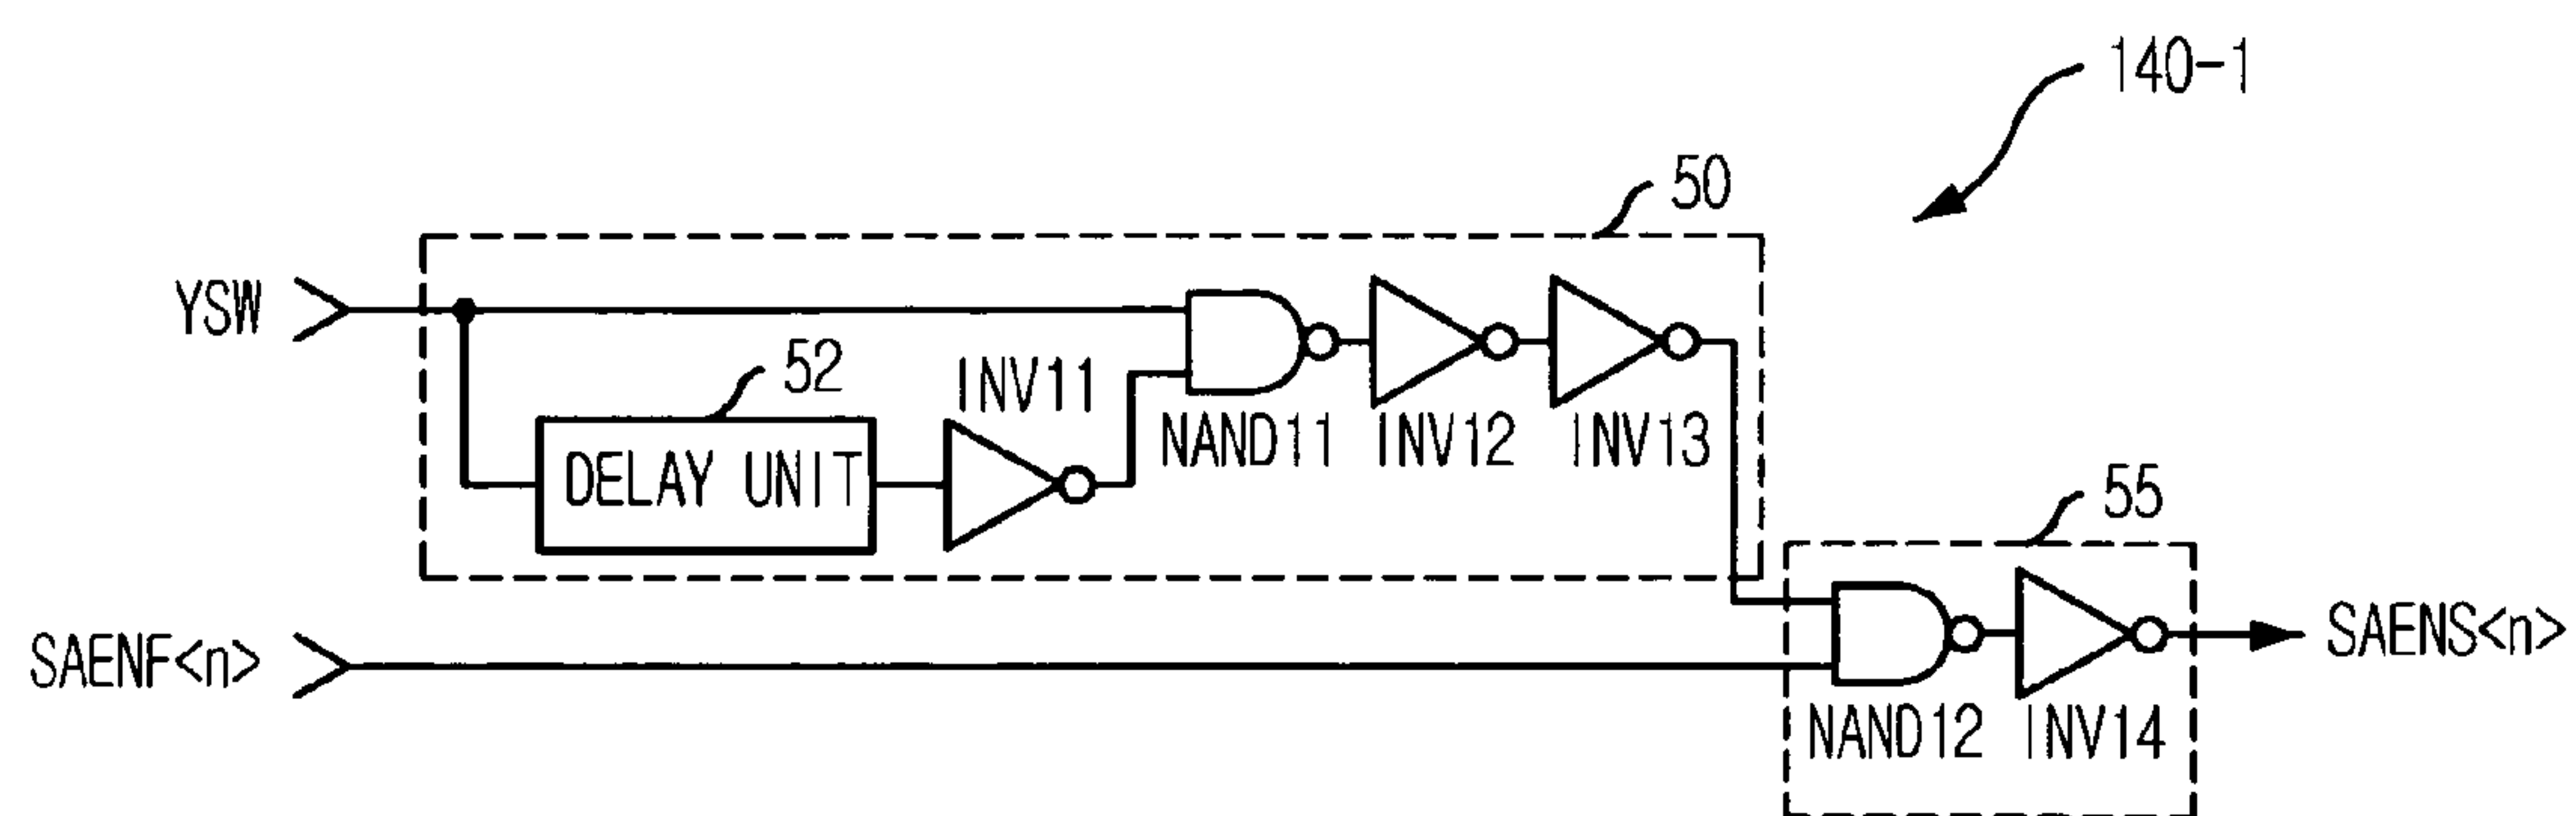 140-1
50
YSW
52
INV11
DELAY UNIT
NAND11
INV12
INV13
55
SAENF<n>
SAENS<n>
NAND12
INV14